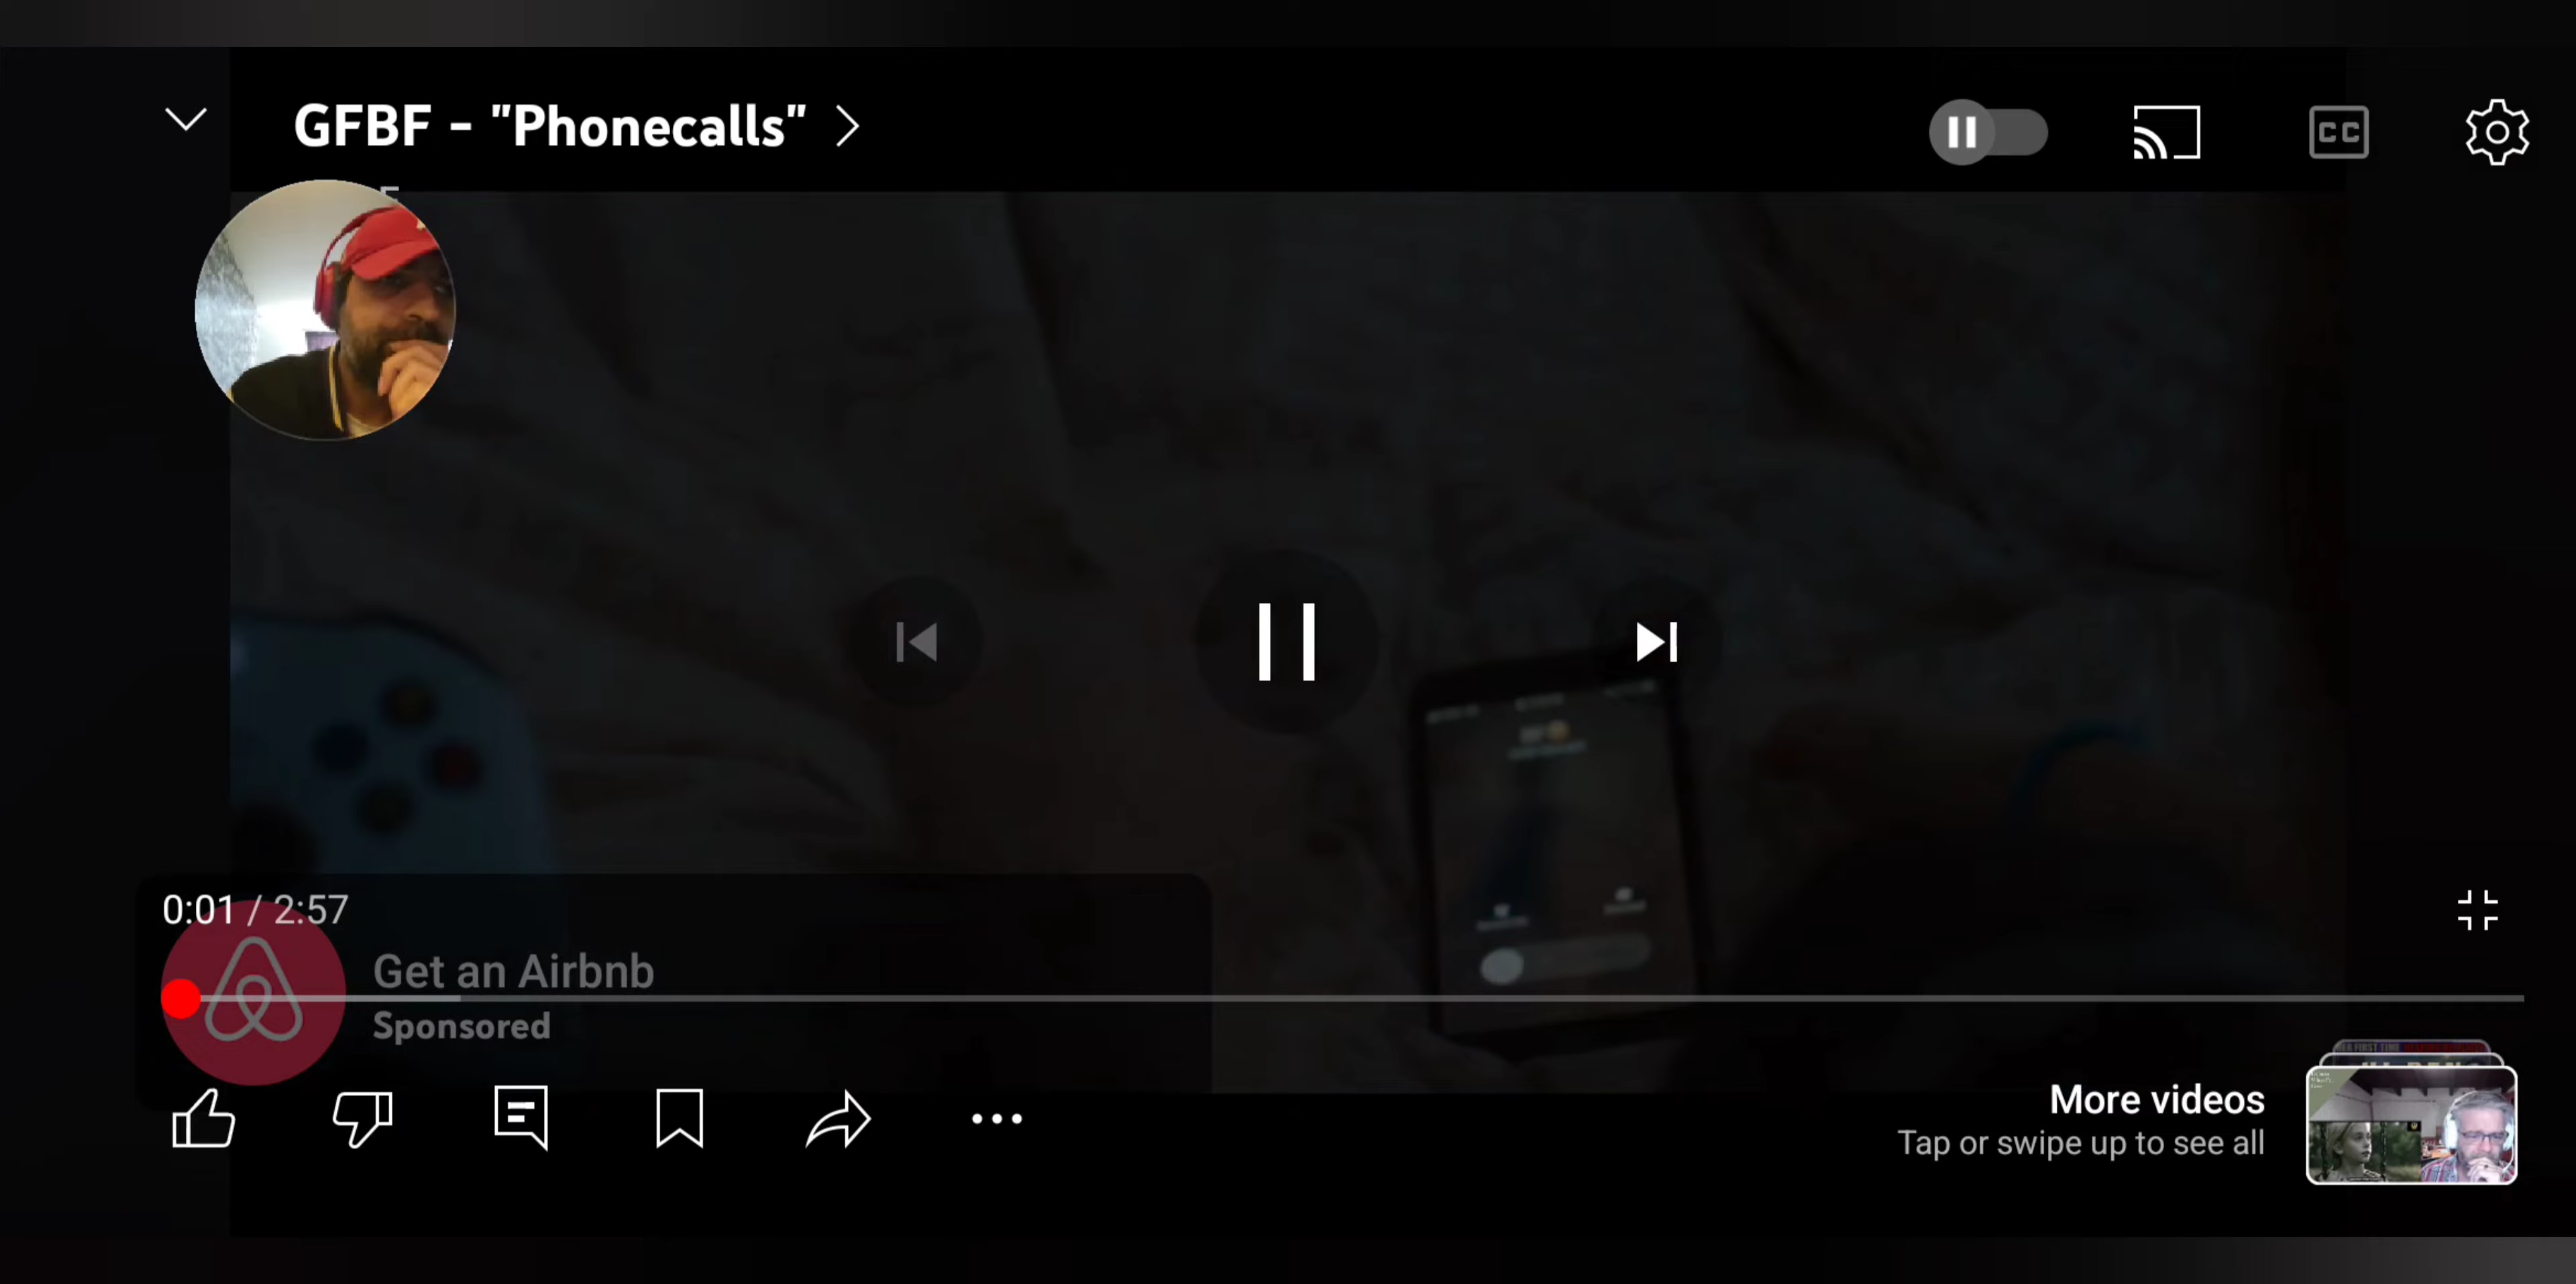 GFBF - "Phonecalls"
CC
0:01 / 2:57
Get an Airbnb
Sponsored
More videos
Tap or swipe up to see all